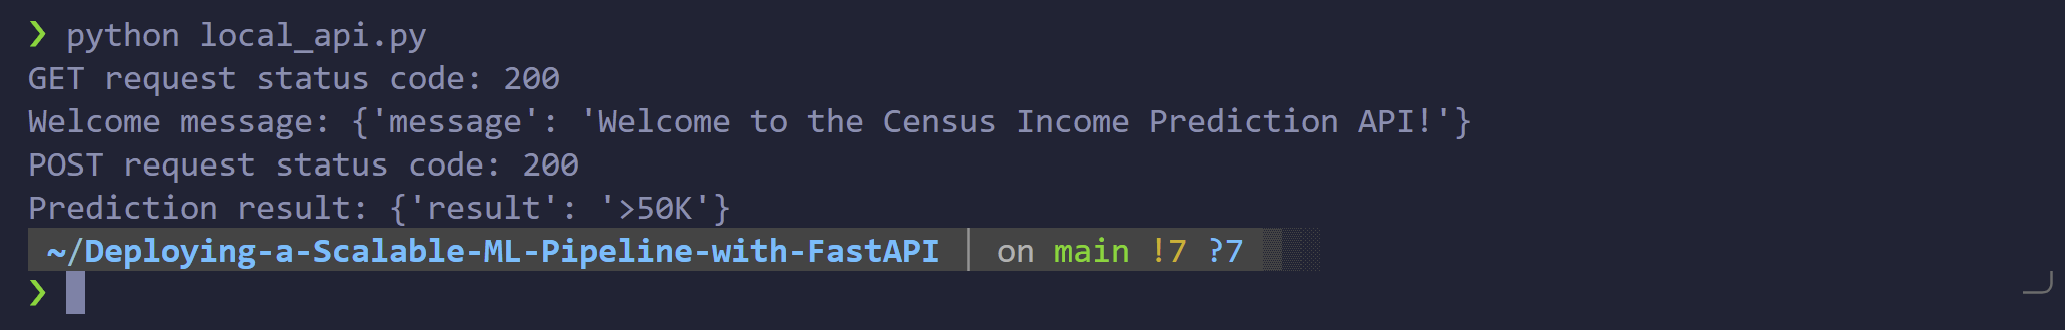 ❯ python local_api.py
GET request status code: 200
Welcome message: {'message': 'Welcome to the Census Income Prediction API!'}
POST request status code: 200
Prediction result: {'result': '>50K'}
~/Deploying-a-Scalable-ML-Pipeline-with-FastAPI │ on main !7 ?7
❯